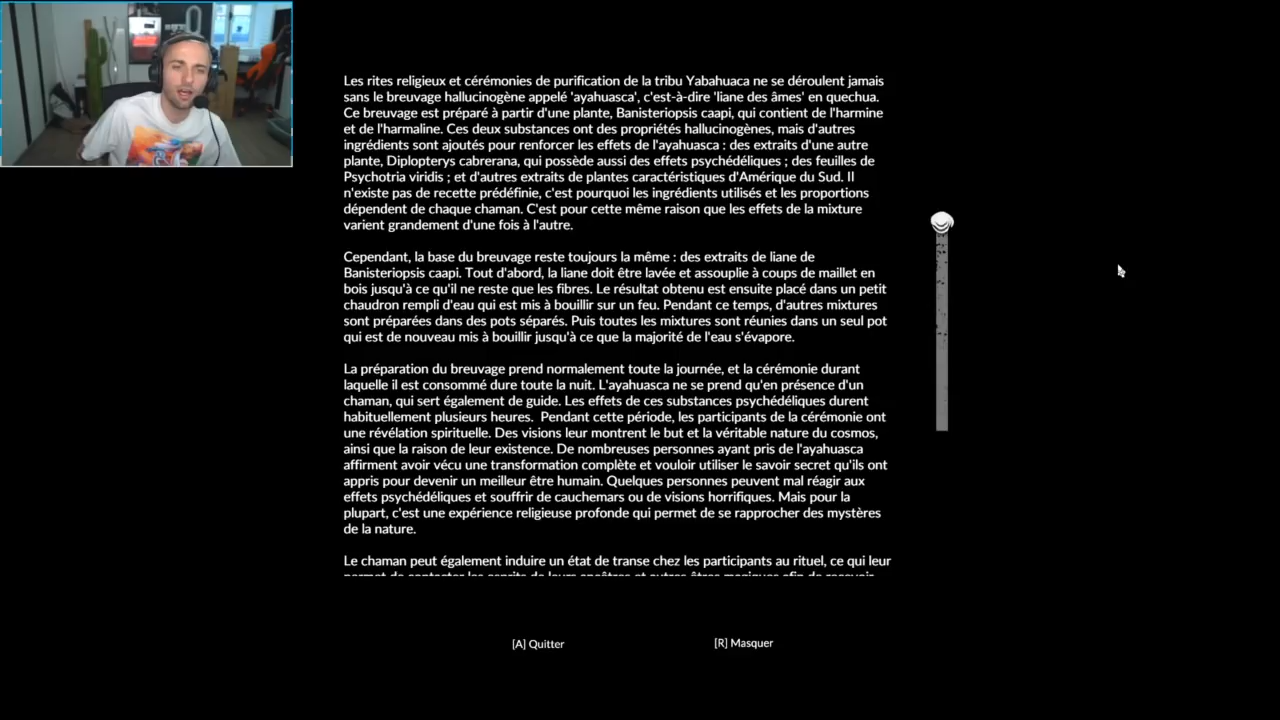 Les rites religieux et cérémonies de purification de la tribu Yabahuaca ne se déroulent jamais
sans le breuvage hallucinogène appelé 'ayahuasca', c'est-à-dire 'liane des âmes' en quechua.
Ce breuvage est préparé à partir d'une plante, Banisteriopsis caapi, qui contient de l'harmine
et de l'harmaline. Ces deux substances ont des propriétés hallucinogènes, mais d'autres
ingrédients sont ajoutés pour renforcer les effets de l'ayahuasca : des extraits d'une autre
plante, Diplopterys cabrerana, qui possède aussi des effets psychédéliques ; des feuilles de
Psychotria viridis ; et d'autres extraits de plantes caractéristiques d'Amérique du Sud. Il
n'existe pas de recette prédéfinie, c'est pourquoi les ingrédients utilisés et les proportions
dépendent de chaque chaman. C'est pour cette même raison que les effets de la mixture
varient grandement d'une fois à l'autre.
Cependant, la base du breuvage reste toujours la même : des extraits de liane de
Banisteriopsis caapi. Tout d'abord, la liane doit être lavée et assouplie à coups de maillet en
bois jusqu'à ce qu'il ne reste que les fibres. Le résultat obtenu est ensuite placé dans un petit
chaudron rempli d'eau qui est mis à bouillir sur un feu. Pendant ce temps, d'autres mixtures
sont préparées dans des pots séparés. Puis toutes les mixtures sont réunies dans un seul pot
qui est de nouveau mis à bouillir jusqu'à ce que la majorité de l'eau s'évapore.
La préparation du breuvage prend normalement toute la journée, et la cérémonie durant
laquelle il est consommé dure toute la nuit. L'ayahuasca ne se prend qu'en présence d'un
chaman, qui sert également de guide. Les effets de ces substances psychédéliques durent
habituellement plusieurs heures.  Pendant cette période, les participants de la cérémonie ont
une révélation spirituelle. Des visions leur montrent le but et la véritable nature du cosmos,
ainsi que la raison de leur existence. De nombreuses personnes ayant pris de l'ayahuasca
affirment avoir vécu une transformation complète et vouloir utiliser le savoir secret qu'ils ont
appris pour devenir un meilleur être humain. Quelques personnes peuvent mal réagir aux
effets psychédéliques et souffrir de cauchemars ou de visions horrifiques. Mais pour la
plupart, c'est une expérience religieuse profonde qui permet de se rapprocher des mystères
de la nature.
Le chaman peut également induire un état de transe chez les participants au rituel, ce qui leur
[A] Quitter
[R] Masquer